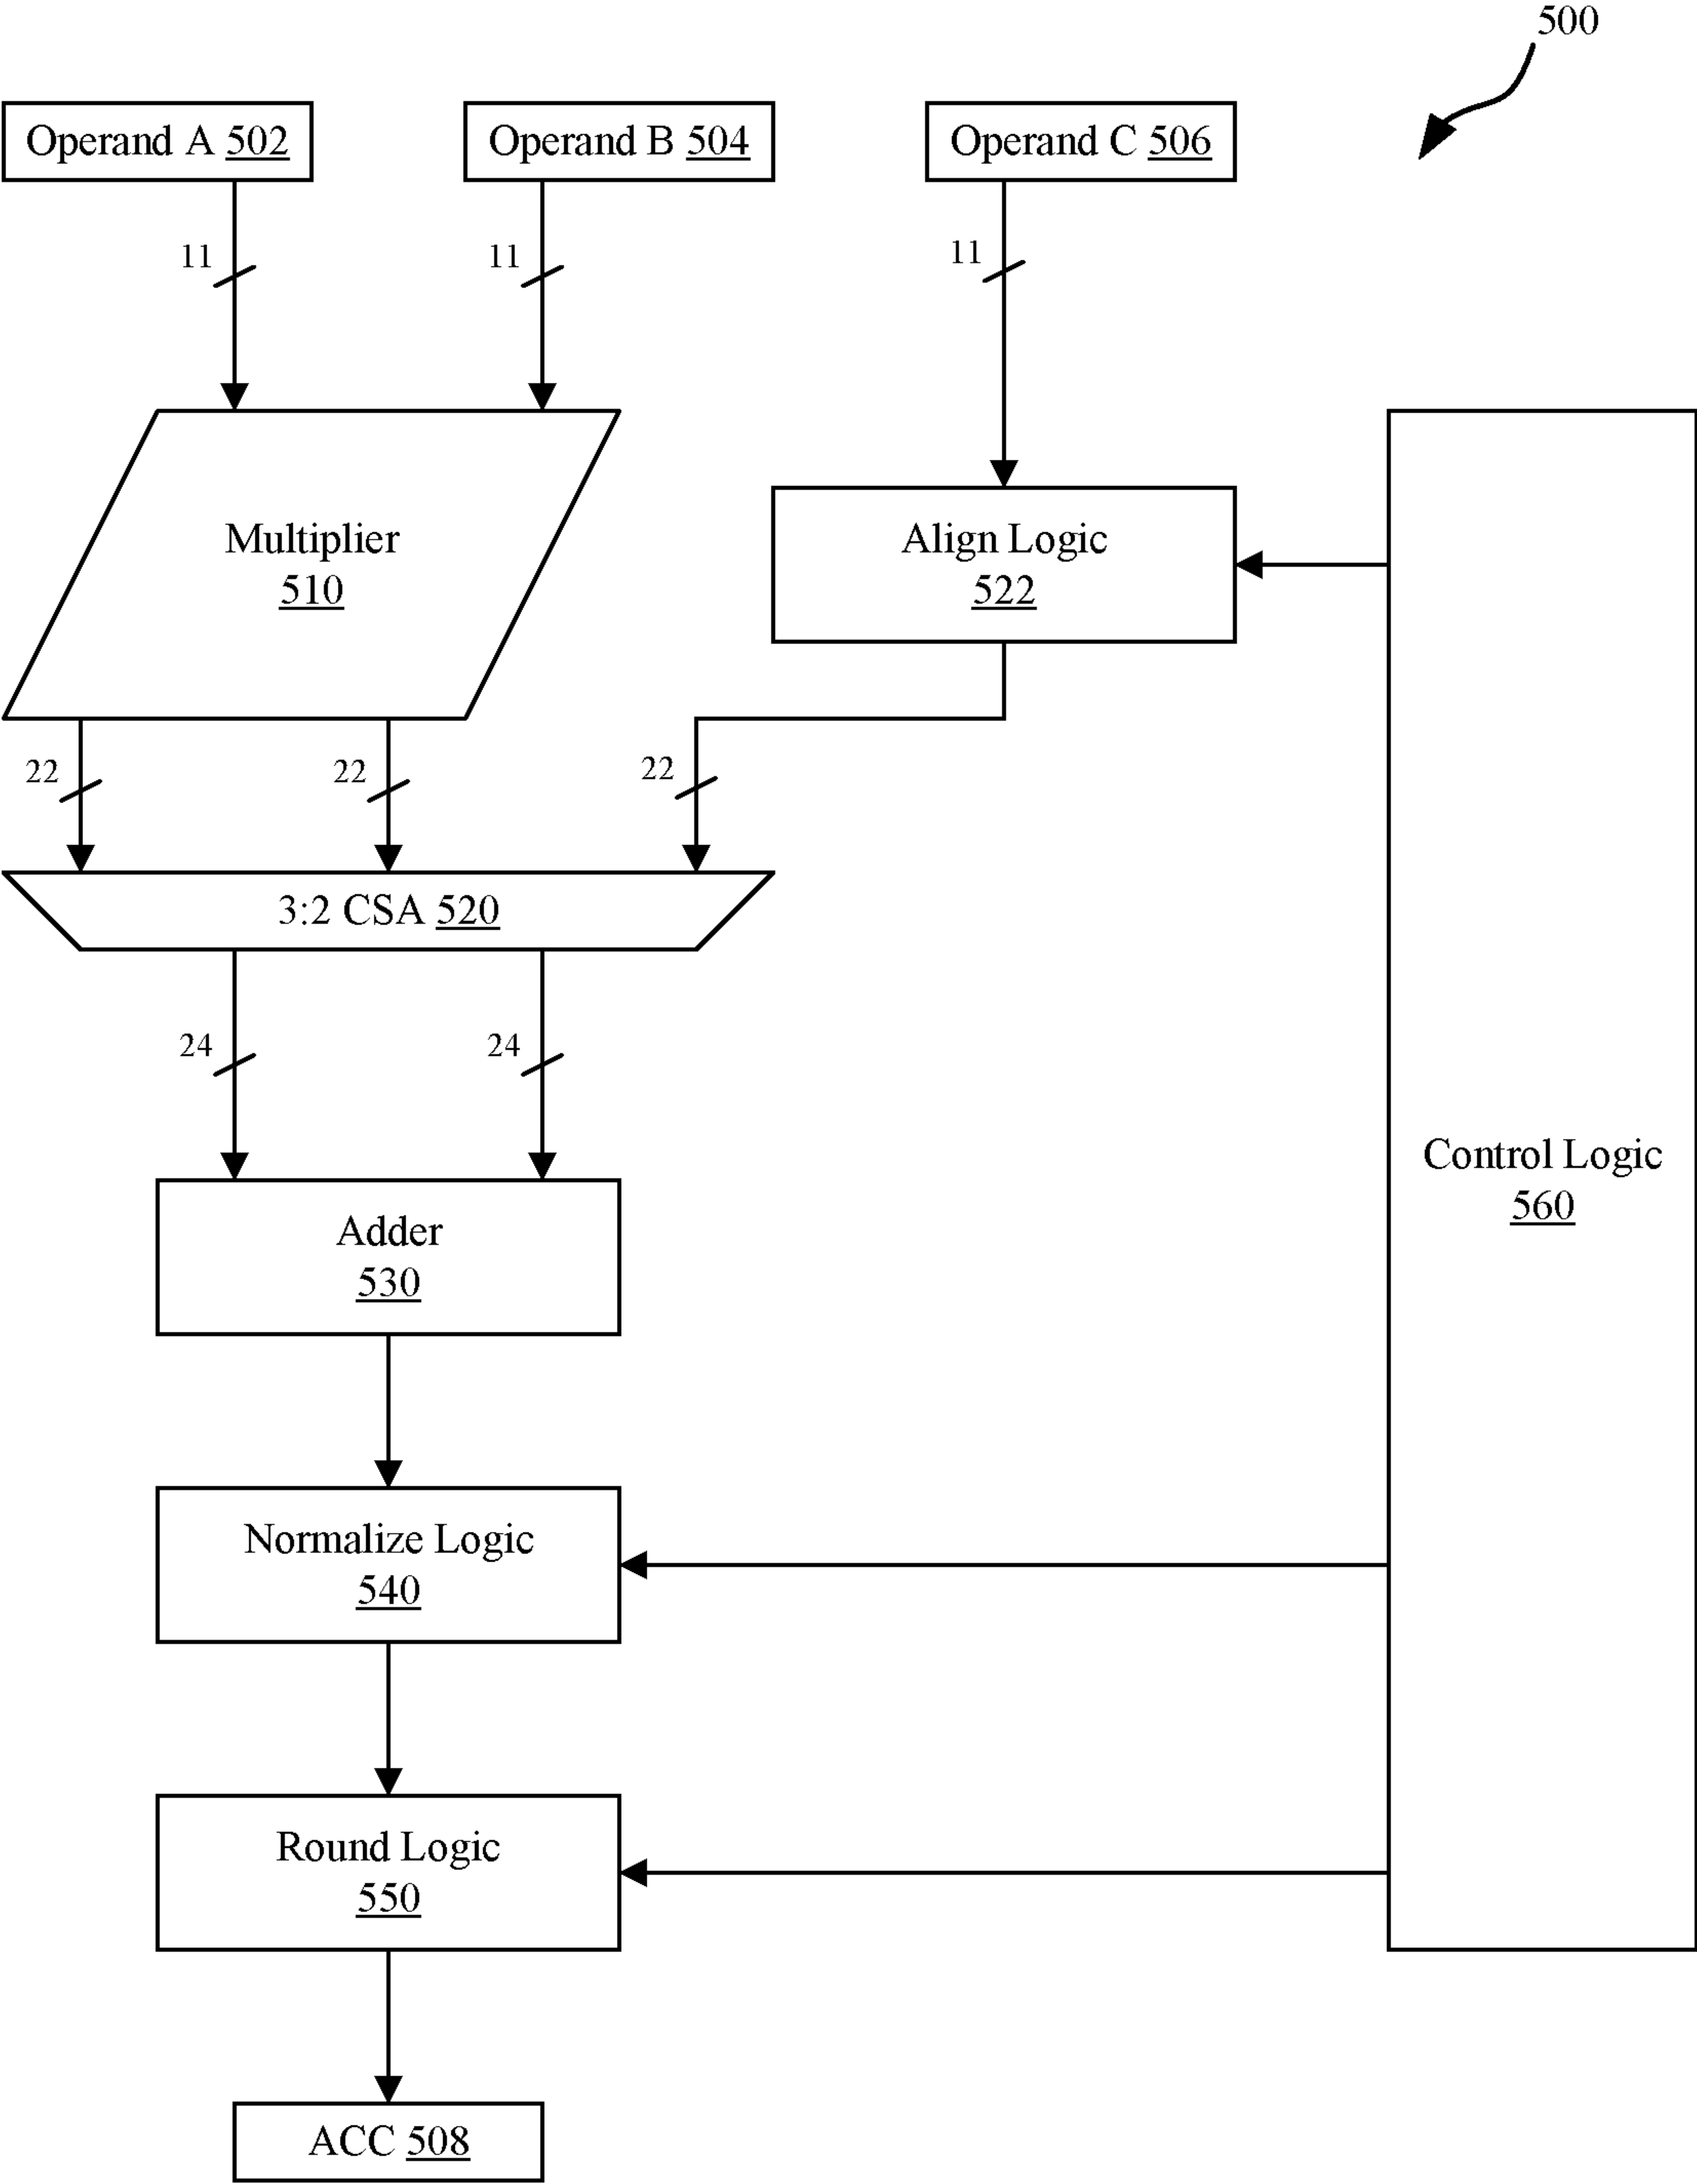 500
Operand A 502
Operand B 504
Operand C 506
11
11
11
Multiplier
510
Align Logic
522
22
22
22
3:2 CSA 520
24
24
Adder
530
Control Logic
560
Normalize Logic
540
Round Logic
550
ACC 508